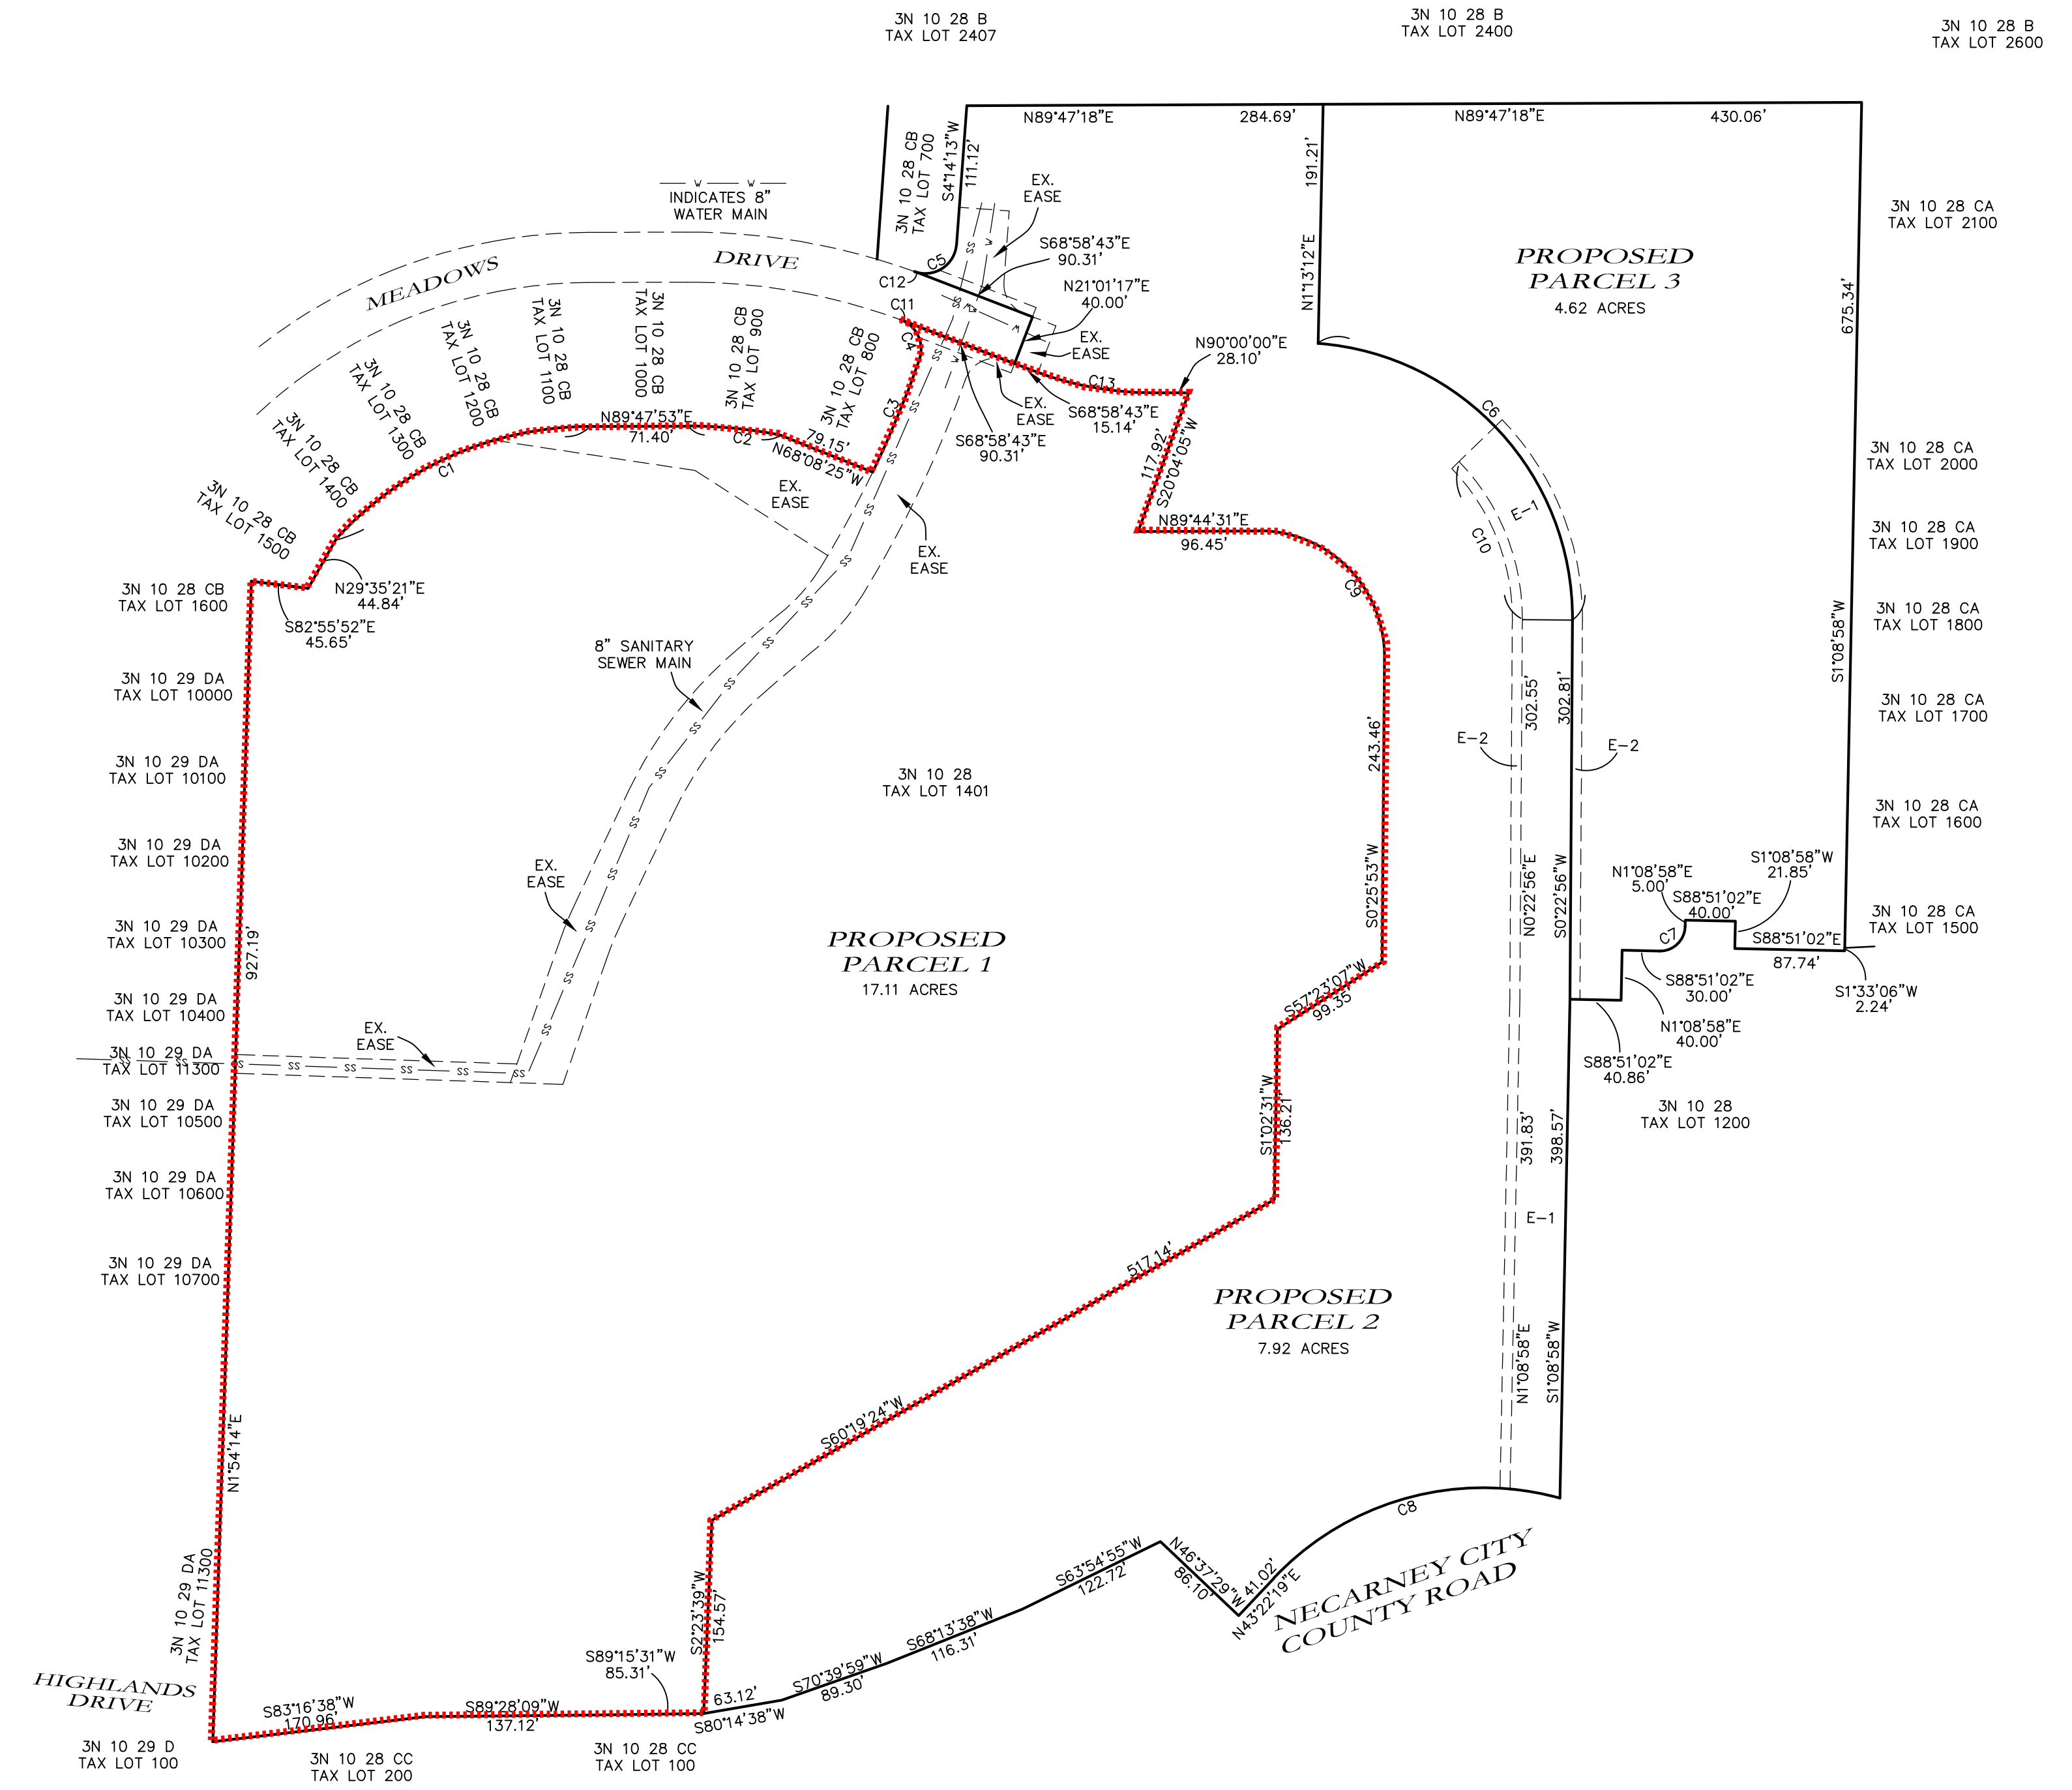 3N 10 28 B
TAX LOT 2407
3N 10 28 B
TAX LOT 2400
3N 10 28 B
TAX LOT 2600
N89°47'18"E
284.69'
N89°47'18"E
430.06'
3N 10 28 CB
TAX LOT 700
S4°14'13"W
111.12'
191.21'
N1°13'12"E
W W
INDICATES 8"
WATER MAIN
EX.
EASE
MEADOWS
DRIVE
C5
C12
S68°58'43"E
90.31'
N21°01'17"E
40.00'
PROPOSED
PARCEL 3
4.62 ACRES
3N 10 28 CA
TAX LOT 2100
675.34'
S1°08'58"W
C11
C4
EX.
EASE
N90°00'00"E
28.10'
3N 10 28 CB
TAX LOT 1500
3N 10 28 CB
TAX LOT 1400
3N 10 28 CB
TAX LOT 1300
3N 10 28 CB
TAX LOT 1200
3N 10 28 CB
TAX LOT 1100
3N 10 28 CB
TAX LOT 1000
3N 10 28 CB
TAX LOT 900
3N 10 28 CB
TAX LOT 800
C13
EX.
EASE
S68°58'43"E
15.14'
S68°58'43"E
90.31'
C3
N89°47'53"E
71.40'
C2
79.15'
N68°08'25"W
C1
117.92'
S20°04'05"W
C6
3N 10 28 CA
TAX LOT 2000
EX.
EASE
EX.
EASE
N89°44'31"E
96.45'
E-1
C10
C9
3N 10 28 CA
TAX LOT 1900
3N 10 28 CB
TAX LOT 1600
N29°35'21"E
44.84'
S82°55'52"E
45.65'
3N 10 28 CA
TAX LOT 1800
8" SANITARY
SEWER MAIN
3N 10 29 DA
TAX LOT 10000
302.55'
302.81'
3N 10 28 CA
TAX LOT 1700
243.46'
E-2
E-2
3N 10 29 DA
TAX LOT 10100
3N 10 28
TAX LOT 1401
3N 10 28 CA
TAX LOT 1600
3N 10 29 DA
TAX LOT 10200
EX.
EASE
S0°25'53"W
N0°22'56"E
S0°22'56"W
N1°08'58"E
5.00'
S88°51'02"E
40.00'
S1°08'58"W
21.85'
3N 10 28 CA
TAX LOT 1500
3N 10 29 DA
TAX LOT 10300
927.19'
PROPOSED
PARCEL 1
17.11 ACRES
C7
S88°51'02"E
87.74'
S88°51'02"E
30.00'
S1°33'06"W
2.24'
S57°23'07"W
99.35'
3N 10 29 DA
TAX LOT 10400
EX.
EASE
N1°08'58"E
40.00'
S88°51'02"E
40.86'
3N 10 29 DA
TAX LOT 11300
SS SS SS SS SS
3N 10 29 DA
TAX LOT 10500
S1°02'31"W
136.21'
391.83'
398.57'
3N 10 28
TAX LOT 1200
3N 10 29 DA
TAX LOT 10600
E-1
3N 10 29 DA
TAX LOT 10700
517.14'
PROPOSED
PARCEL 2
7.92 ACRES
N1°08'58"E
S1°08'58"W
S60°19'24"W
N1°54'14"E
C8
3N 10 29 DA
TAX LOT 11300
S2°23'39"W
154.57'
S63°54'55"W
122.72'
N46°37'29"W
86.10'
41.02'
N43°22'19"E
NECARNEY CITY
COUNTY ROAD
S68°13'38"W
116.31'
S70°39'59"W
89.30'
S89°15'31"W
85.31'
63.12'
S80°14'38"W
HIGHLANDS
DRIVE
S83°16'38"W
170.96'
S89°28'09"W
137.12'
3N 10 29 D
TAX LOT 100
3N 10 28 CC
TAX LOT 200
3N 10 28 CC
TAX LOT 100